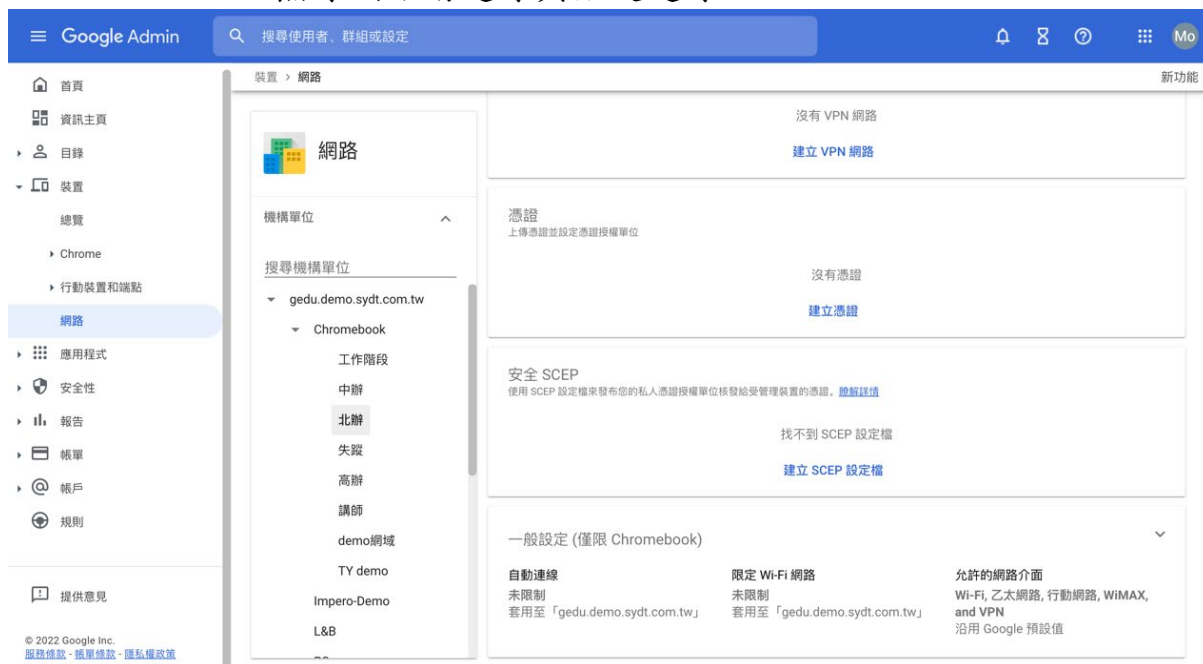 Google Admin
搜尋使用者、群組或設定
Mo
首頁
資訊主頁
目錄
裝置
總覽
Chrome
行動裝置和端點
網路
應用程式
安全性
報告
帳單
帳戶
規則
提供意見
© 2022 Google Inc.
服務條款 - 帳單條款 - 隱私權政策
裝置 > 網路
新功能
網路
機構單位
搜尋機構單位
gedu.demo.sydt.com.tw
Chromebook
工作階段
中辦
北辦
失蹤
高辦
講師
demo網域
TY demo
Impero-Demo
L&B
沒有 VPN 網路
建立 VPN 網路
憑證
上傳憑證並設定憑證授權單位
沒有憑證
建立憑證
安全 SCEP
使用 SCEP 設定檔來發布您的私人憑證授權單位核發給受管理裝置的憑證。瞭解詳情
找不到 SCEP 設定檔
建立 SCEP 設定檔
一般設定 (僅限 Chromebook)
自動連線
未限制
套用至「gedu.demo.sydt.com.tw」
限定 Wi-Fi 網路
未限制
套用至「gedu.demo.sydt.com.tw」
允許的網路介面
Wi-Fi, 乙太網路, 行動網路, WiMAX,
and VPN
沿用 Google 預設值